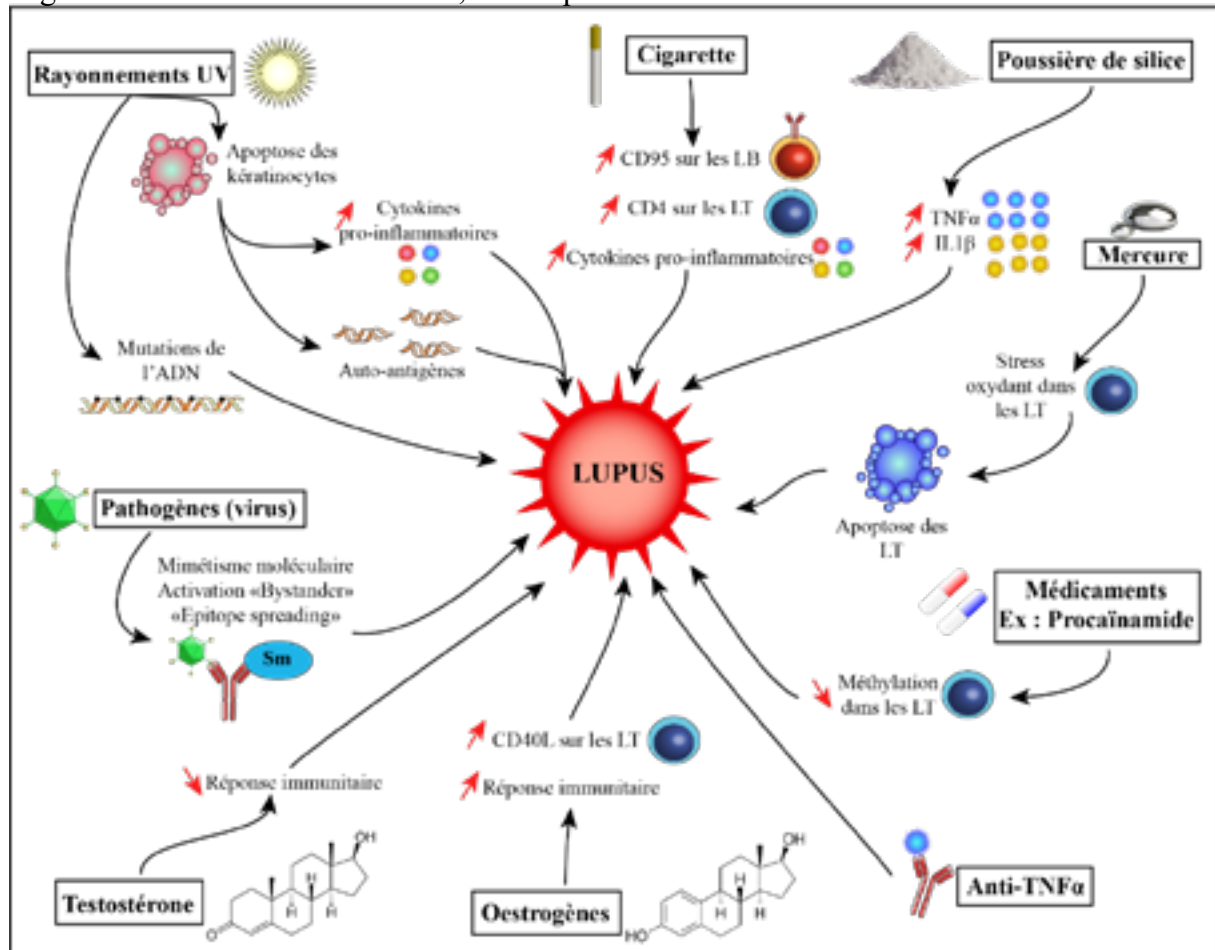 Rayonnements UV
Cigarette
Poussière de silice
Apoptose des
kératinocytes
CD95 sur les LB
Cytokines
pro-inflammatoires
CD4 sur les LT
TNFα
IL1β
Cytokines pro-inflammatoires
Mercure
Mutations de
l'ADN
Auto-antigènes
Stress
oxydant dans
les LT
LUPUS
Pathogènes (virus)
Apoptose des
LT
Mimétisme moléculaire
Activation «Bystander»
«Epitope spreading»
Sm
Médicaments
Ex : Procaïnamide
Méthylation
dans les LT
CD40L sur les LT
Réponse immunitaire
Réponse immunitaire
OH
H
H
H
O
Testostérone
Oestrogènes
OH
H
H
H
HO
Anti-TNFα